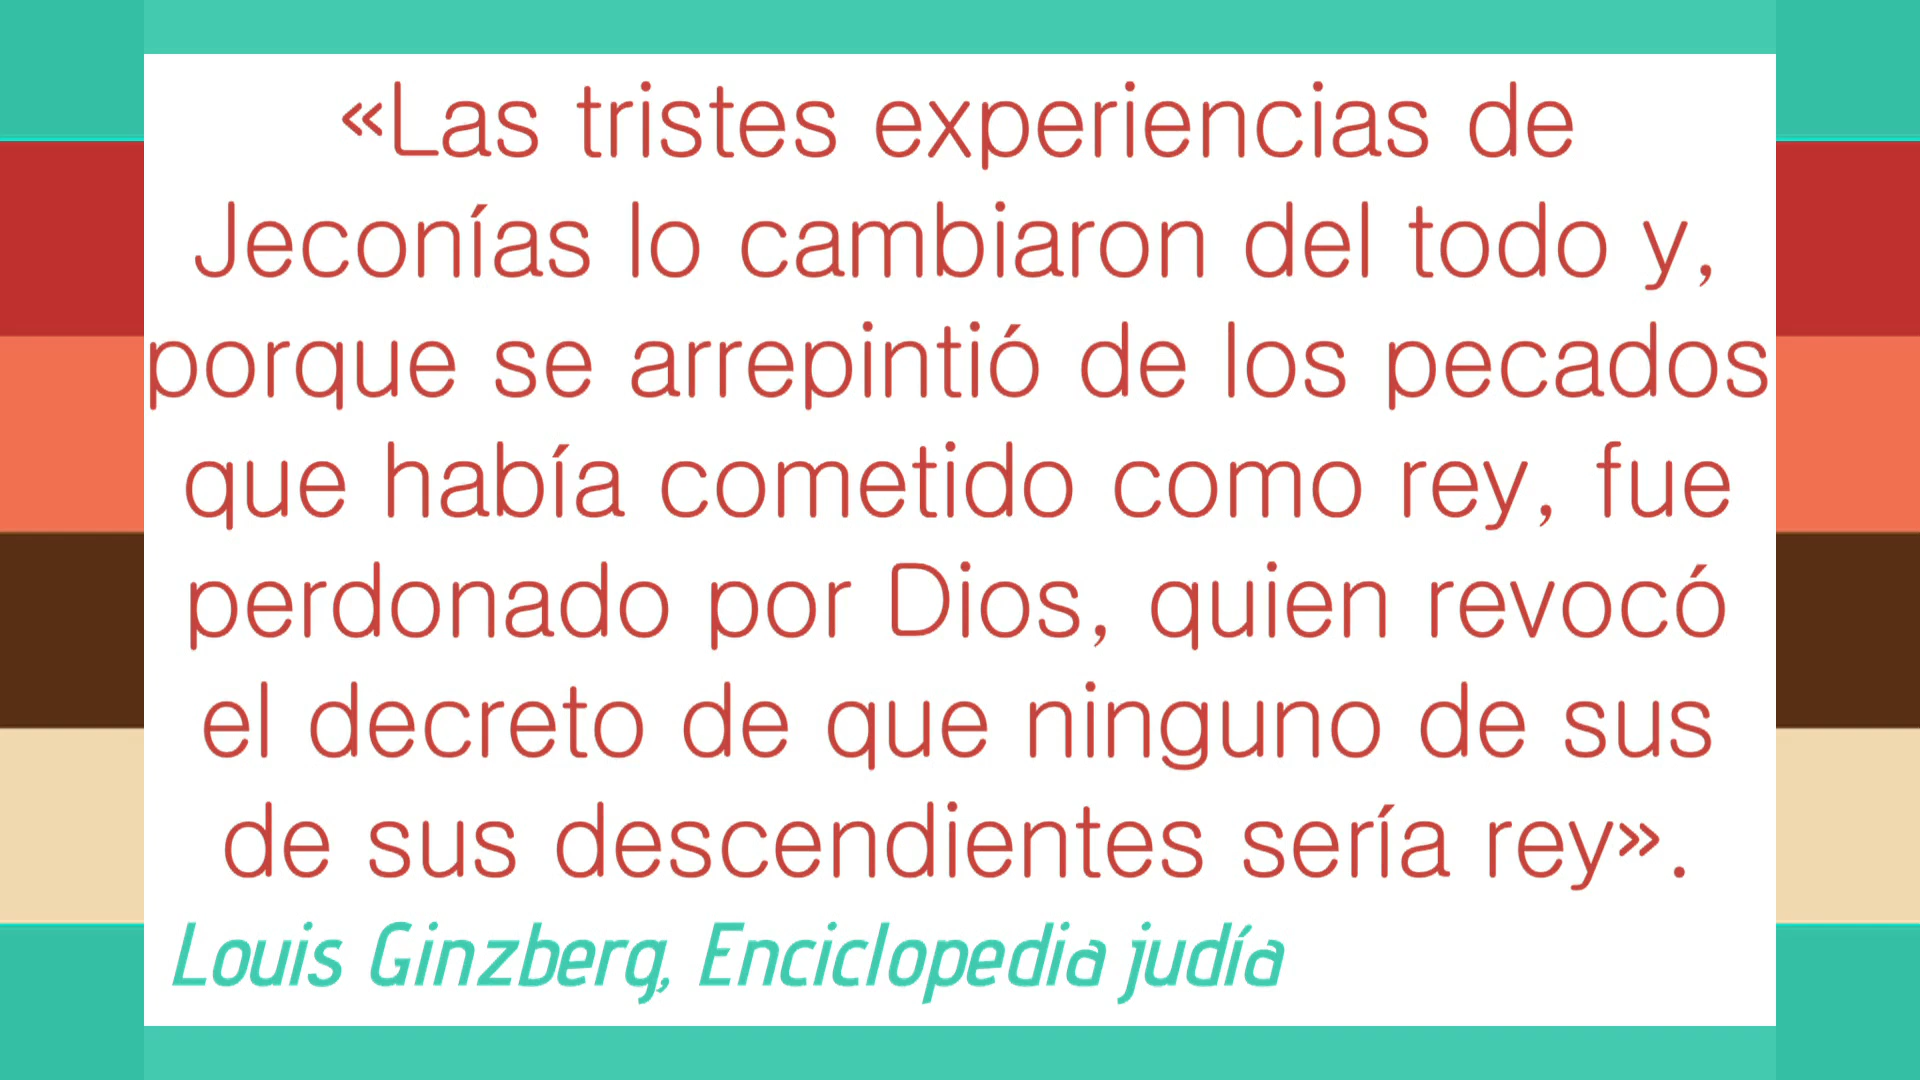 «Las tristes experiencias de
Jeconías lo cambiaron del todo y,
porque se arrepintió de los pecados
que había cometido como rey, fue
perdonado por Dios, quien revocó
el decreto de que ninguno de sus
de sus descendientes sería rey».
Louis Ginzberg, Enciclopedia judía